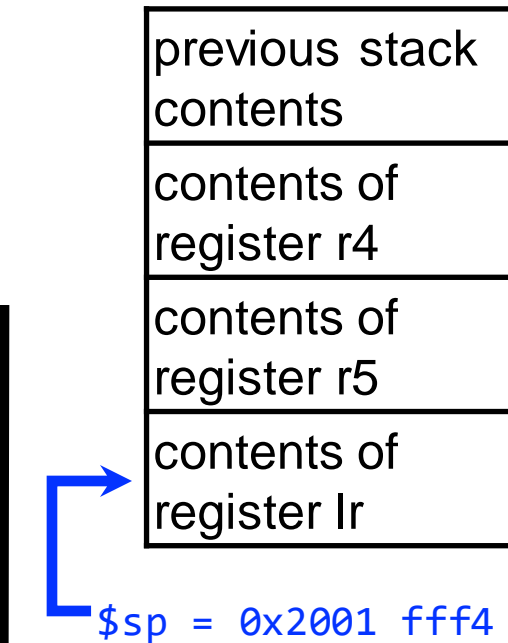 previous stack
contents
contents of
register r4
contents of
register r5
contents of
register lr
$sp = 0x2001 fff4